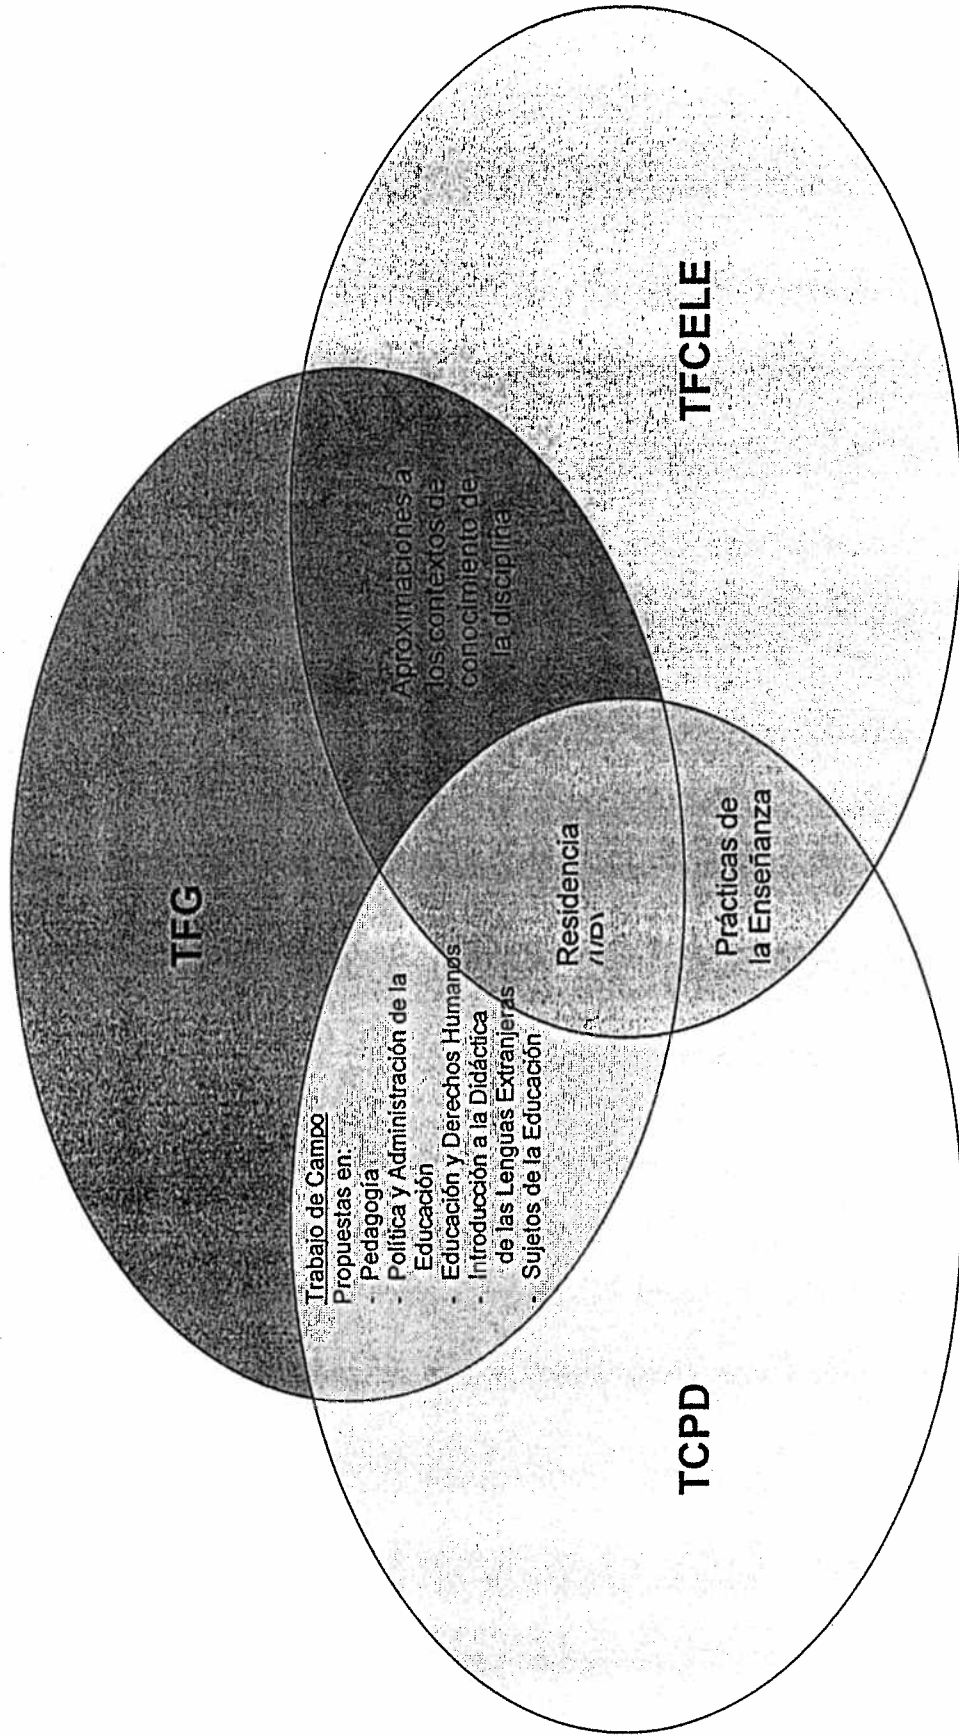 TFG
Trabajo de Campo
Propuestas en:
- Pedagogía
- Política y Administración de la
Educación
- Educación y Derechos Humanos
- Introducción a la Didáctica
de las Lenguas Extranjeras
- Sujetos de la Educación
Aproximaciones a
los contextos de
conocimiento de
la disciplina
Residencia
Prácticas de
la Enseñanza
TCPD
TFCELE